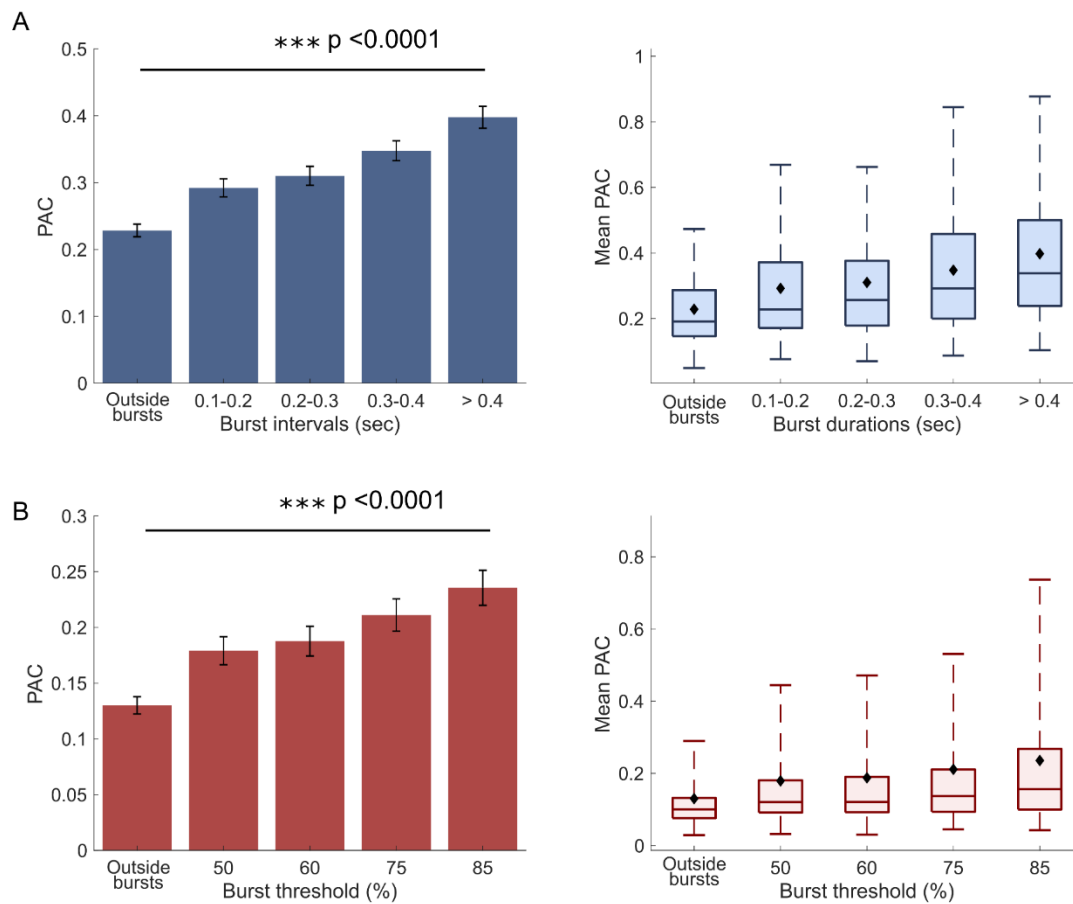 A
*** p <0.0001
0.5
0.4
0.3
0.2
0.1
0
PAC
Outside bursts
0.1-0.2
0.2-0.3
0.3-0.4
> 0.4
Burst intervals (sec)
1
0.8
0.6
0.4
0.2
Mean PAC
Outside bursts
0.1-0.2
0.2-0.3
0.3-0.4
> 0.4
Burst durations (sec)
B
*** p <0.0001
0.3
0.25
0.2
0.15
0.1
0.05
0
PAC
Outside bursts
50
60
75
85
Burst threshold (%)
0.8
0.6
0.4
0.2
0
Mean PAC
Outside bursts
50
60
75
85
Burst threshold (%)